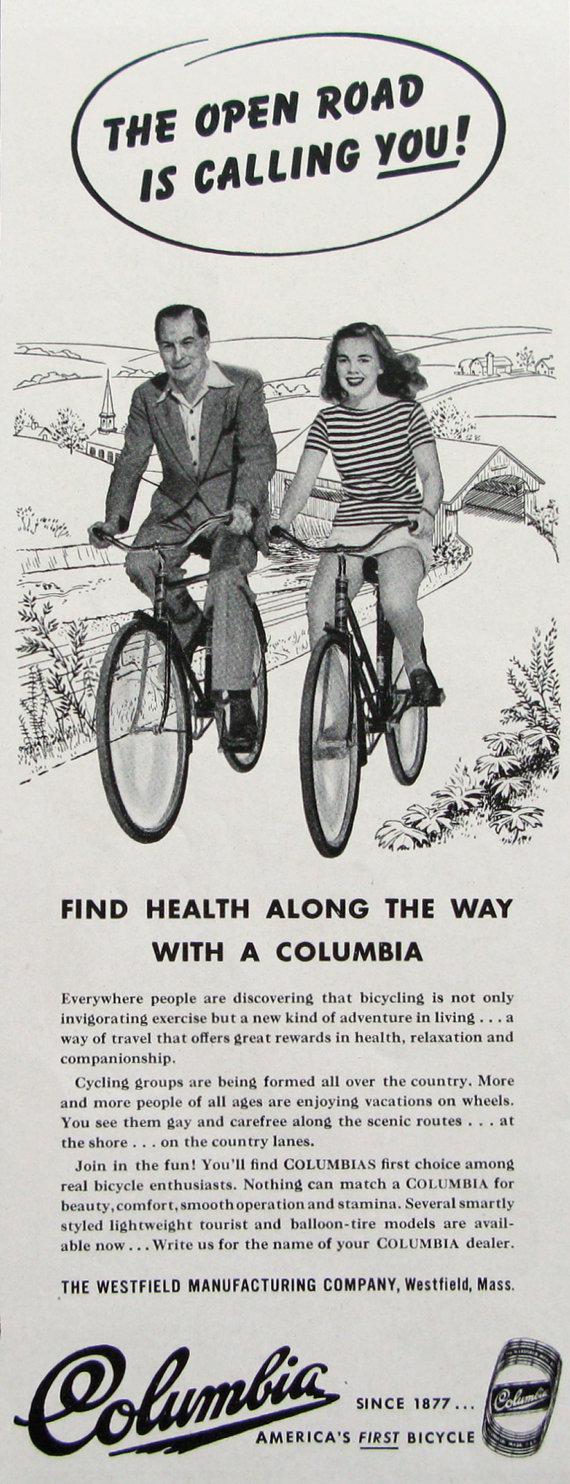 THE OPEN ROAD
IS CALLING YOU!
FIND HEALTH ALONG THE WAY
WITH A COLUMBIA
Everywhere people are discovering that bicycling is not only
invigorating exercise but a new kind of adventure in living . . . a
way of travel that offers great rewards in health, relaxation and
companionship.
Cycling groups are being formed all over the country. More
and more people of all ages are enjoying vacations on wheels.
You see them gay and carefree along the scenic routes . . . at
the shore . . . on the country lanes.
Join in the fun! You'll find COLUMBIAS first choice among
real bicycle enthusiasts. Nothing can match a COLUMBIA for
beauty, comfort, smooth operation and stamina. Several smartly
styled lightweight tourist and balloon-tire models are avail-
able now . . . Write us for the name of your COLUMBIA dealer.
THE WESTFIELD MANUFACTURING COMPANY, Westfield, Mass.
Columbia
SINCE 1877...
AMERICA'S FIRST BICYCLE
Columbia